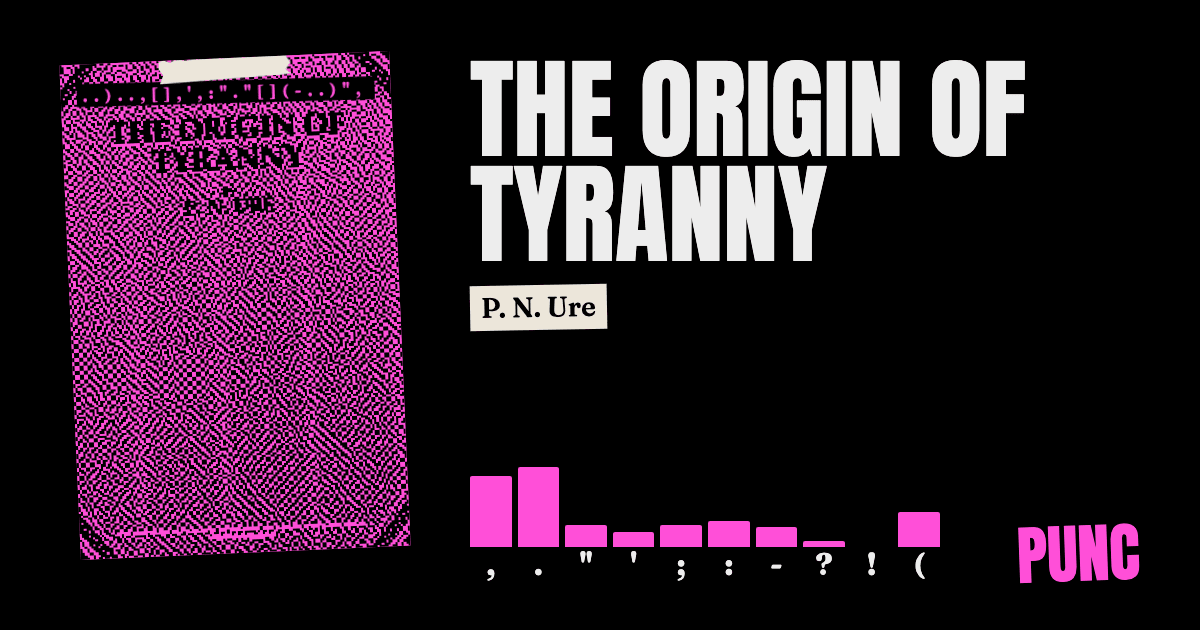 ..)..,[],',:"."[](-..)",
THE ORIGIN OF
TYRANNY
P. N. URE
THE ORIGIN OF
TYRANNY
P. N. Ure
, . " ' ; : - ? ! (
PUNC